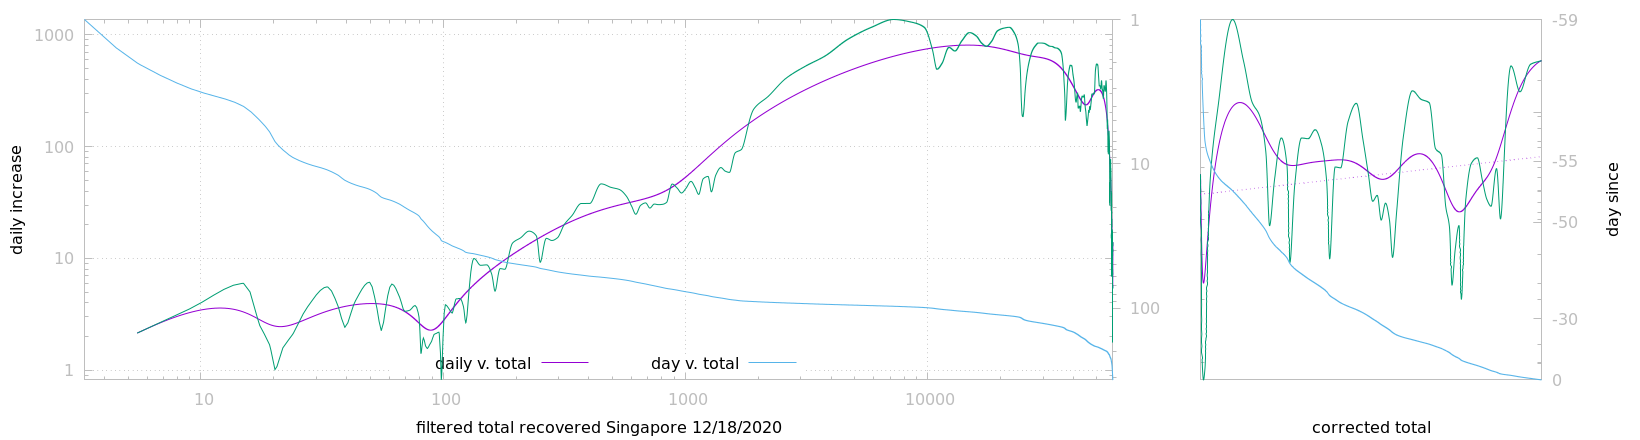 1000
100
10
1
daily increase
10
100
1000
10000
1
10
100
daily v. total
day v. total
filtered total recovered Singapore 12/18/2020
-59
-55
-50
-30
0
day since
corrected total